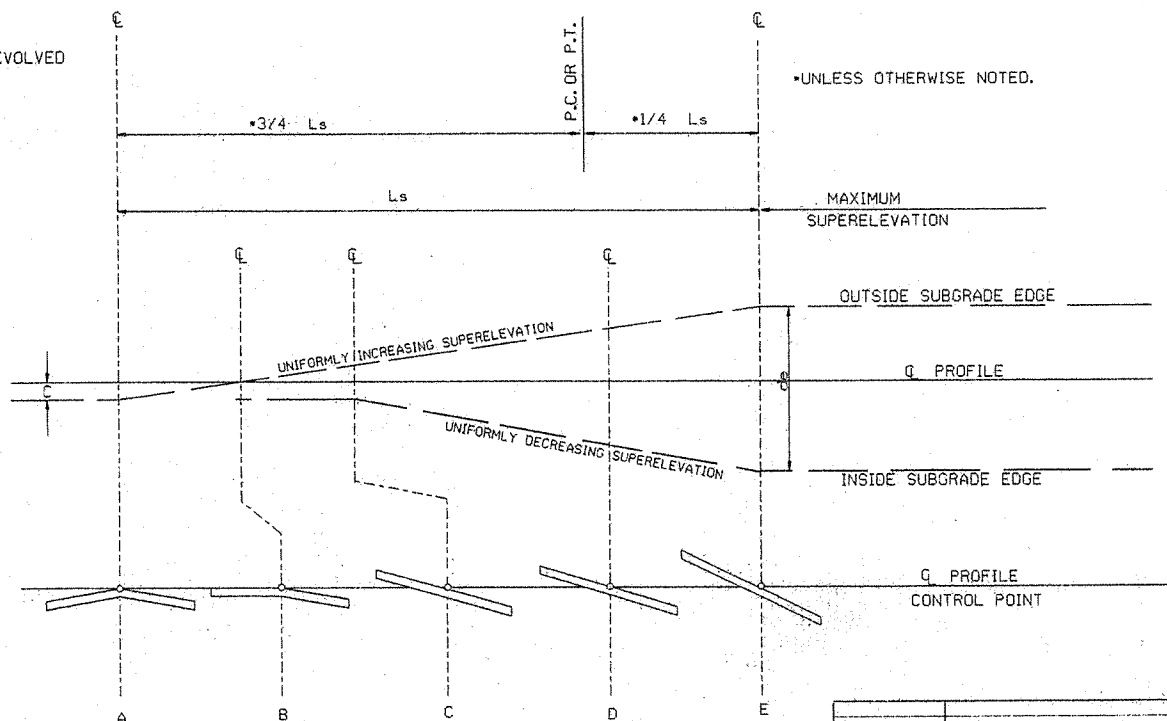 ℄
℄
EVOLVED
P.C. OR P.T.
*UNLESS OTHERWISE NOTED.
*3/4 Ls
*1/4 Ls
Ls
MAXIMUM
SUPERELEVATION
℄
℄
℄
OUTSIDE SUBGRADE EDGE
UNIFORMLY INCREASING SUPERELEVATION
C
℄ PROFILE
UNIFORMLY DECREASING SUPERELEVATION
INSIDE SUBGRADE EDGE
℄ PROFILE
CONTROL POINT
A
B
C
D
E